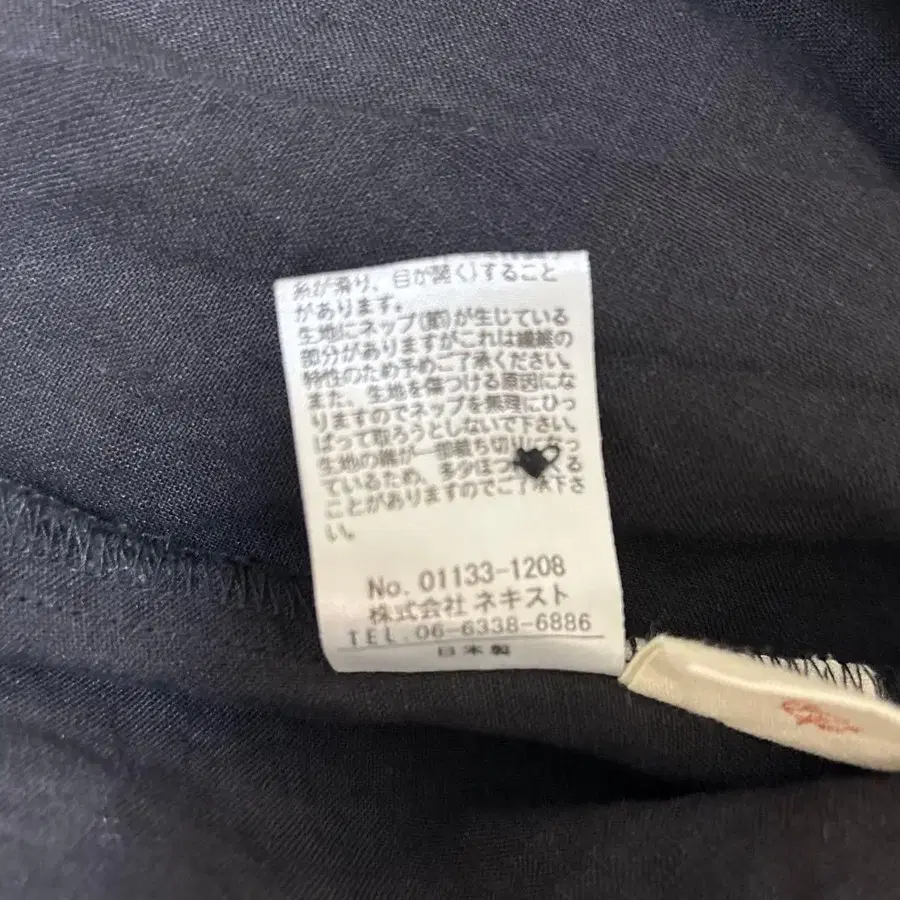 糸が滑り、目が開く)すること
があります。
生地にネップ(節)が生じている
部分がありますがこれは繊維の
特性のため予めご了承ください。
また、生地を傷つける原因にな
りますのでネップを無理にひっ
ぱって取ろうとしないで下さい。
生地の端が一部裁ち切りになっ
ているため、多少ほつ くる
ことがありますのでご了承下さ
い。
No. 01133-1208
株式会社 ネキスト
TEL. 06-6338-6886
日本製